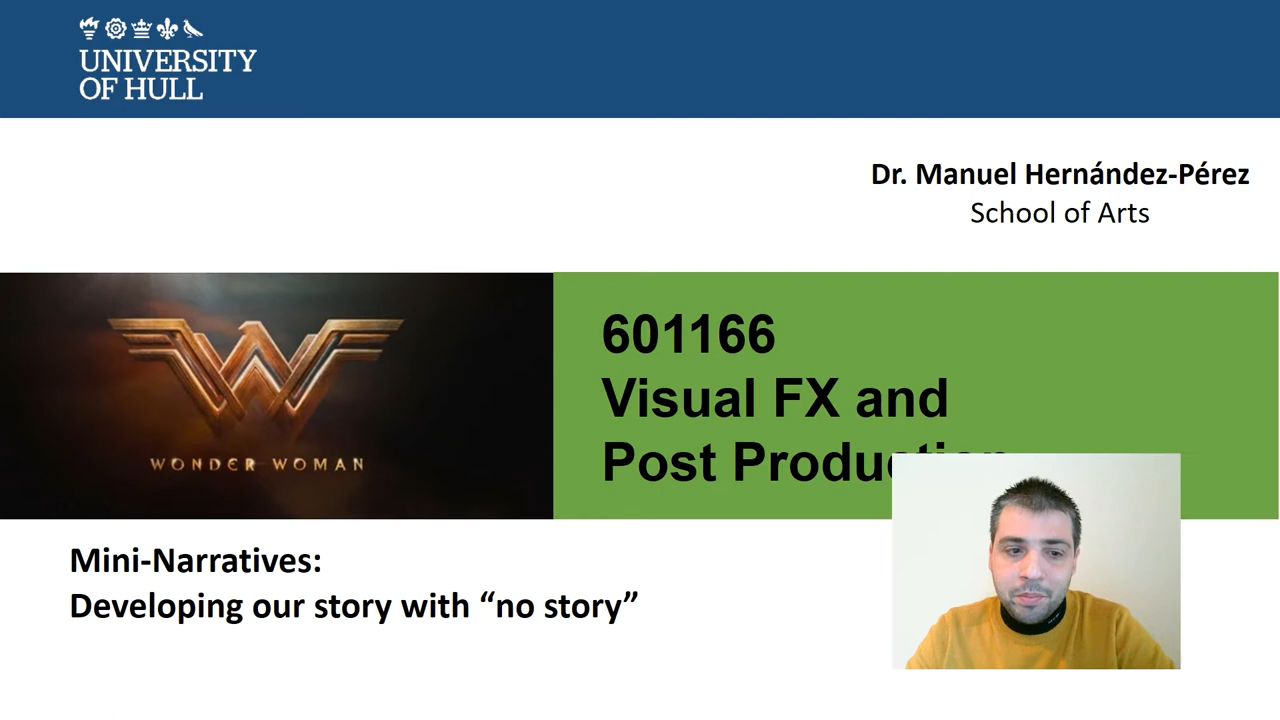 UNIVERSITY
OF HULL
Dr. Manuel Hernández-Pérez
School of Arts
WONDER WOMAN
601166
Visual FX and
Post Production
Mini-Narratives:
Developing our story with “no story”